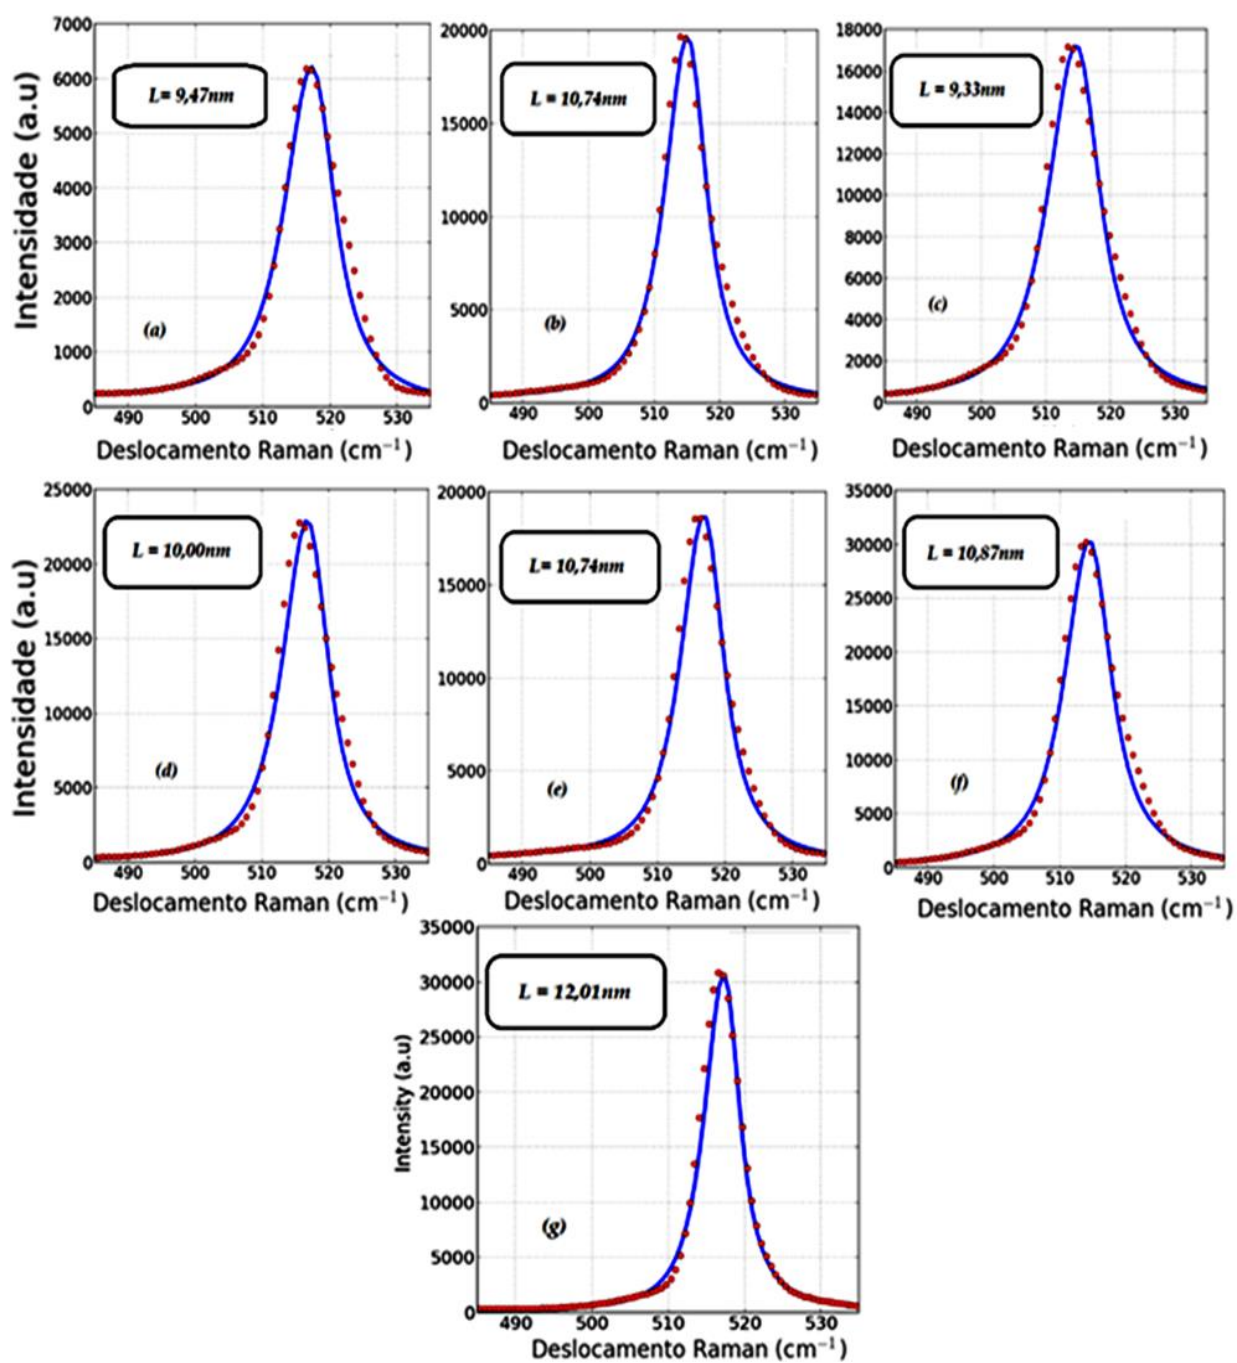 7000
6000
5000
4000
3000
2000
1000
0
Intensidade (a.u)
L= 9,47nm
(a)
490 500 510 520 530
Deslocamento Raman (cm⁻¹)
20000
15000
10000
5000
0
L = 10,74nm
(b)
490 500 510 520 530
Deslocamento Raman (cm⁻¹)
18000
16000
14000
12000
10000
8000
6000
4000
2000
0
L = 9,33nm
(c)
490 500 510 520 530
Deslocamento Raman (cm⁻¹)
25000
20000
15000
10000
5000
0
Intensidade (a.u)
L = 10,00nm
(d)
490 500 510 520 530
Deslocamento Raman (cm⁻¹)
20000
15000
10000
5000
0
L= 10,74nm
(e)
490 500 510 520 530
Deslocamento Raman (cm⁻¹)
35000
30000
25000
20000
15000
10000
5000
0
L = 10,87nm
(f)
490 500 510 520 530
Deslocamento Raman (cm⁻¹)
35000
30000
25000
20000
15000
10000
5000
0
Intensity (a.u)
L = 12,01nm
(g)
490 500 510 520 530
Deslocamento Raman (cm⁻¹)